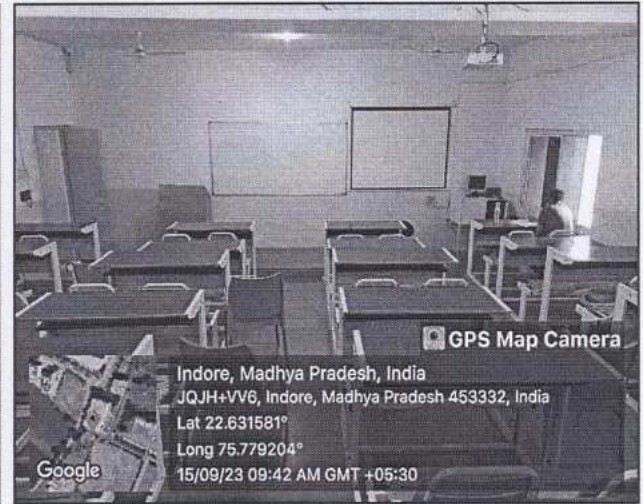 GPS Map Camera
Indore, Madhya Pradesh, India
JQJH+VV6, Indore, Madhya Pradesh 453332, India
Lat 22.631581°
Long 75.779204°
15/09/23 09:42 AM GMT +05:30
Google